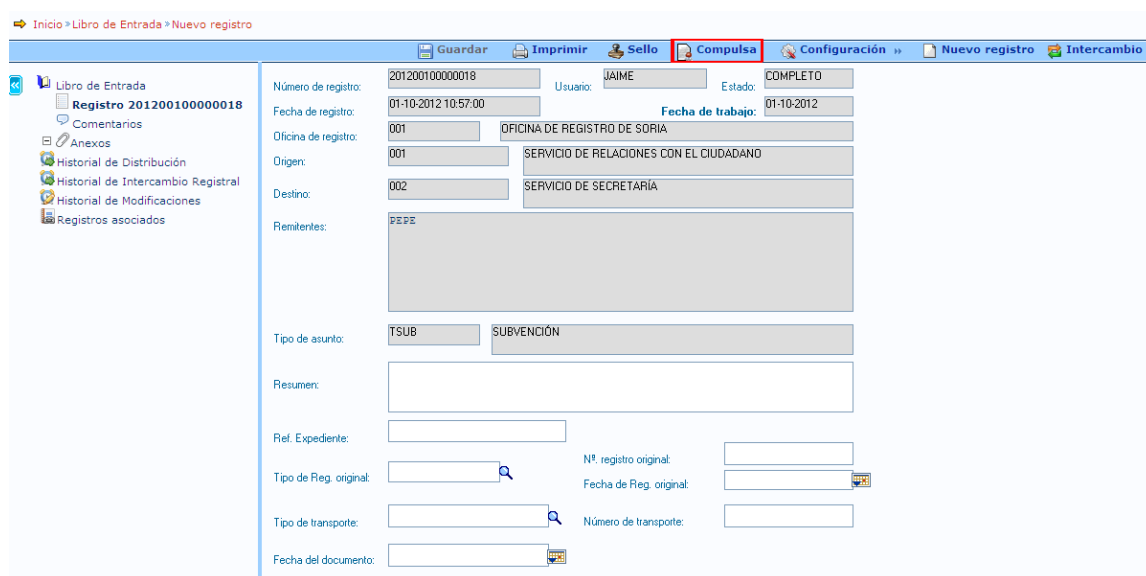 Inicio » Libro de Entrada » Nuevo registro
Guardar Imprimir Sello Compulsa Configuración » Nuevo registro Intercambio
Libro de Entrada
Registro 201200100000018
Comentarios
Anexos
Historial de Distribución
Historial de Intercambio Registral
Historial de Modificaciones
Registros asociados
Número de registro: 201200100000018 Usuario: JAIME Estado: COMPLETO
Fecha de registro: 01-10-2012 10:57:00 Fecha de trabajo: 01-10-2012
Oficina de registro: 001 OFICINA DE REGISTRO DE SORIA
Origen: 001 SERVICIO DE RELACIONES CON EL CIUDADANO
Destino: 002 SERVICIO DE SECRETARÍA
Remitentes: PEPE
Tipo de asunto: TSUB SUBVENCIÓN
Resumen:
Ref. Expediente:
Nº. registro original:
Tipo de Reg. original:
Fecha de Reg. original:
Tipo de transporte: Número de transporte:
Fecha del documento: